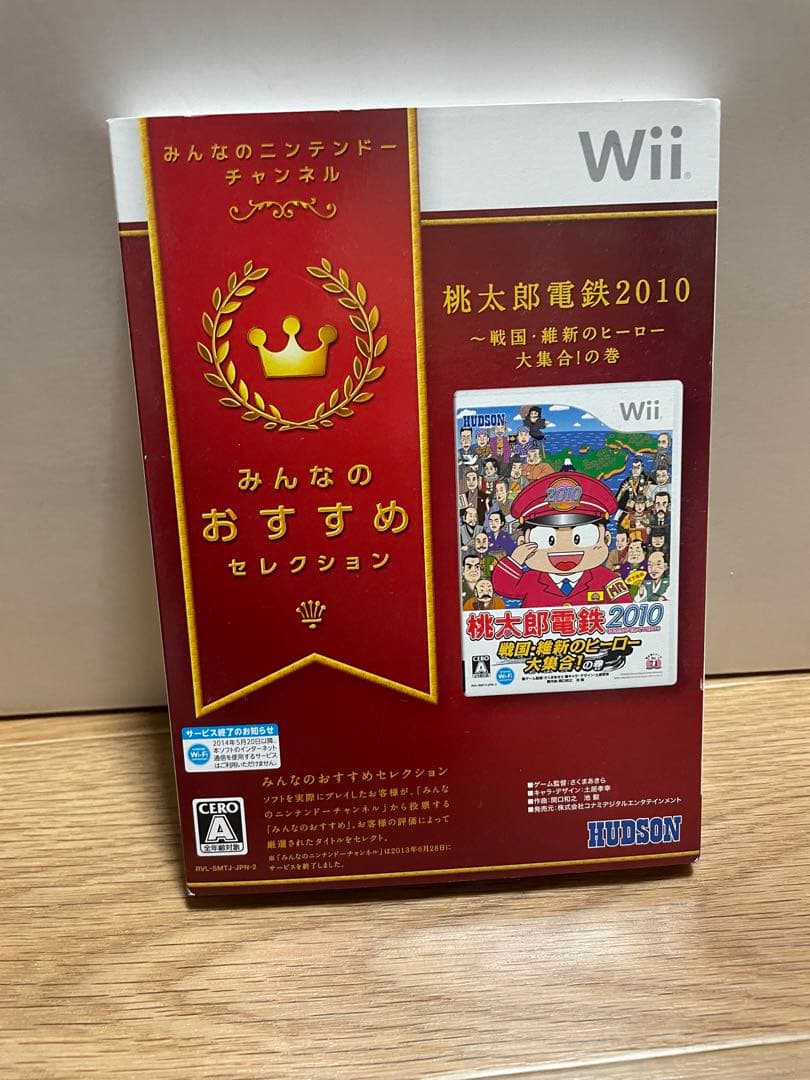 みんなのニンテンドー
チャンネル
Wii
桃太郎電鉄2010
～戦国・維新のヒーロー
大集合!の巻
みんなの
おすすめ
セレクション
HUDSON
Wii
2010
MR
桃太郎電鉄2010
戦国・維新のヒーロー
大集合!の巻
CERO
A
Wi-Fi
サービス終了のお知らせ
Wi-Fi
2014年5月20日以降、
本ソフトのインターネット
通信を使用するサービス
はご利用いただけません。
CERO
A
全年齢対象
RVL-SMTJ-JPN-2
みんなのおすすめセレクション
ソフトを実際にプレイしたお客様が、「みんな
のニンテンドーチャンネル」から投票する
「みんなのおすすめ」。お客様の評価によって
厳選されたタイトルをセレクト。
※「みんなのニンテンドーチャンネル」は2013年6月28日に
サービスを終了しました。
■ゲーム監督：さくまあきら
■キャラ・デザイン：土居孝幸
■作曲：関口和之　池 毅
■発売元：株式会社コナミデジタルエンタテインメント
HUDSON